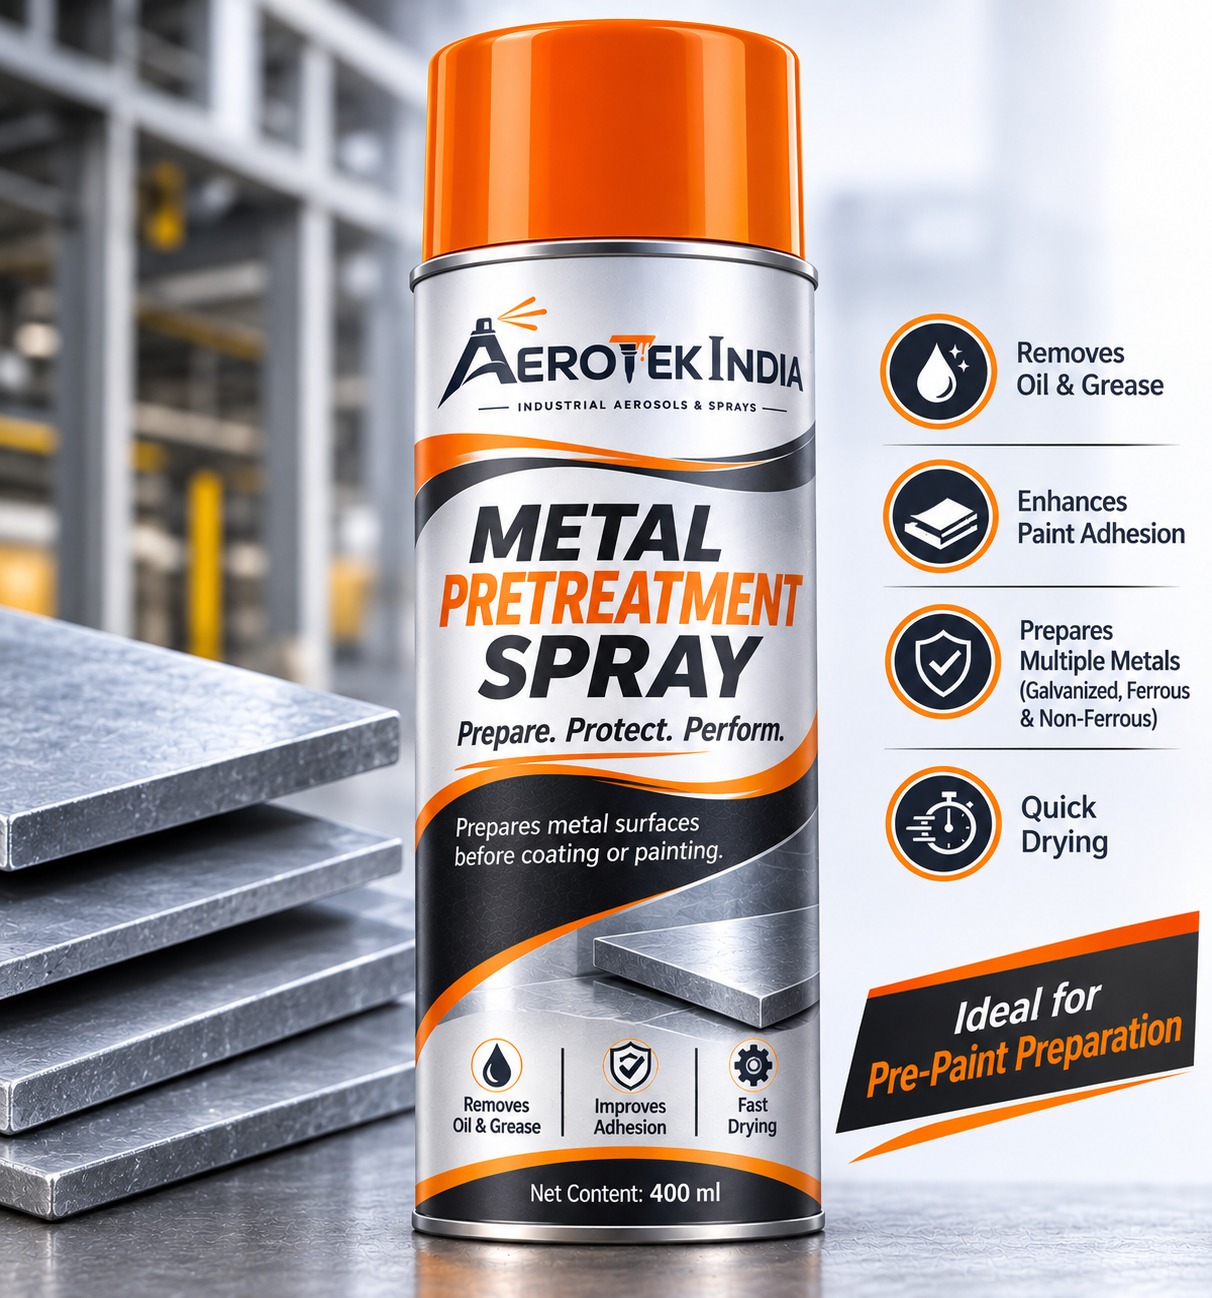 AEROTEK INDIA
INDUSTRIAL AEROSOLS & SPRAYS
METAL
PRETREATMENT
SPRAY
Prepare. Protect. Perform.
Prepares metal surfaces
before coating or painting.
Removes
Oil & Grease
Improves
Adhesion
Fast
Drying
Net Content: 400 ml
Removes
Oil & Grease
Enhances
Paint Adhesion
Prepares
Multiple Metals
(Galvanized, Ferrous
& Non-Ferrous)
Quick
Drying
Ideal for
Pre-Paint Preparation